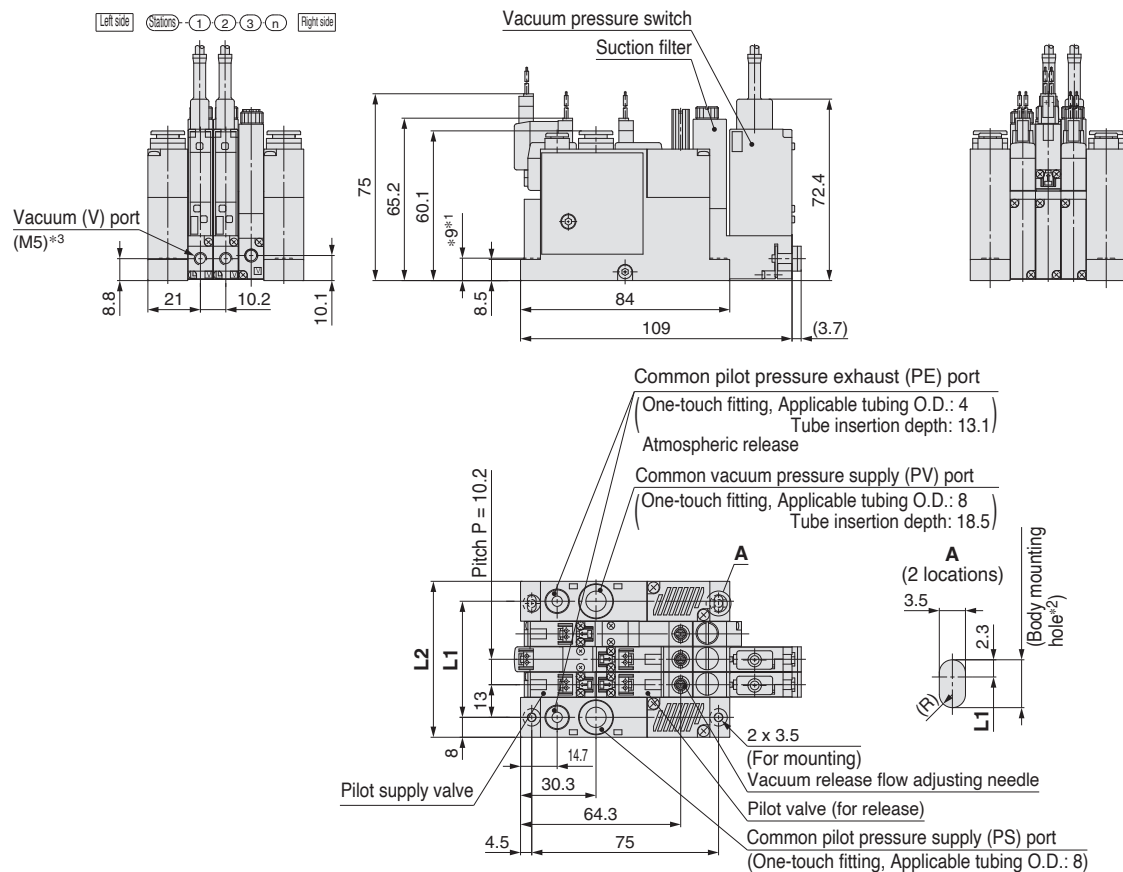 Left side Stations 1 2 3 n Right side
Vacuum pressure switch
Suction filter
Vacuum (V) port
(M5)*3
8.8
21
10.2
10.1
75
65.2
60.1
*9*1
8.5
84
109
(3.7)
72.4
Common pilot pressure exhaust (PE) port
(One-touch fitting, Applicable tubing O.D.: 4
Tube insertion depth: 13.1)
Atmospheric release
Common vacuum pressure supply (PV) port
(One-touch fitting, Applicable tubing O.D.: 8
Tube insertion depth: 18.5)
Pitch P = 10.2
L2
L1
13
8
A
A
(2 locations)
3.5
2.3
(Body mounting
hole*2)
(R)
L1
2 x 3.5
(For mounting)
Vacuum release flow adjusting needle
Pilot valve (for release)
Common pilot pressure supply (PS) port
(One-touch fitting, Applicable tubing O.D.: 8)
Pilot supply valve
14.7
30.3
64.3
4.5
75